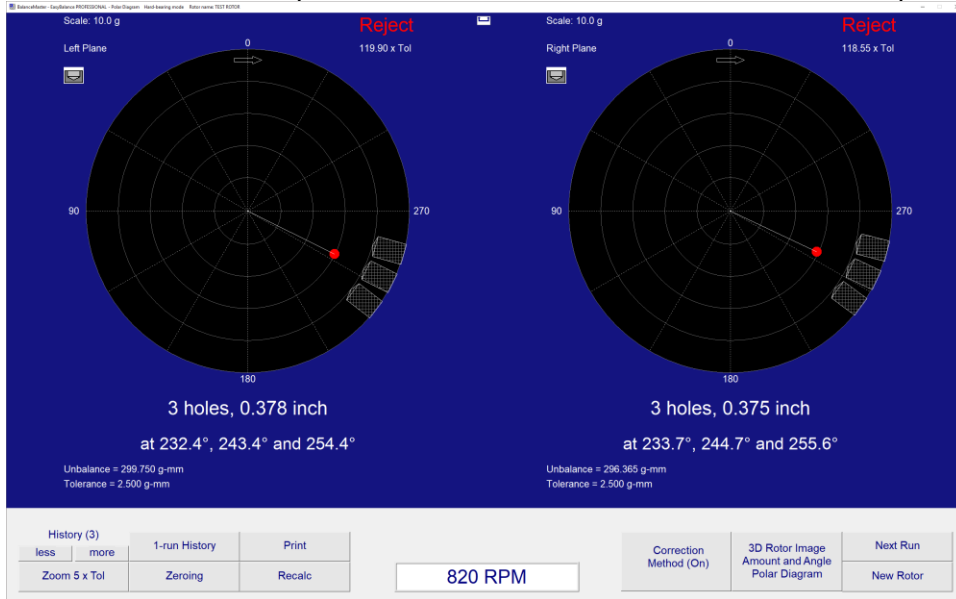 BalanceMaster - EasyBalance PROFESSIONAL - Polar Diagram Hard-bearing mode Rotor name: TEST ROTOR
Scale: 10.0 g
Reject
Left Plane
119.90 x Tol
0
90
270
180
3 holes, 0.378 inch
at 232.4°, 243.4° and 254.4°
Unbalance = 299.750 g-mm
Tolerance = 2.500 g-mm
Scale: 10.0 g
Reject
Right Plane
118.55 x Tol
0
90
270
180
3 holes, 0.375 inch
at 233.7°, 244.7° and 255.6°
Unbalance = 296.365 g-mm
Tolerance = 2.500 g-mm
History (3)
less
more
1-run History
Print
Zoom 5 x Tol
Zeroing
Recalc
820 RPM
Correction
Method (On)
3D Rotor Image
Amount and Angle
Polar Diagram
Next Run
New Rotor